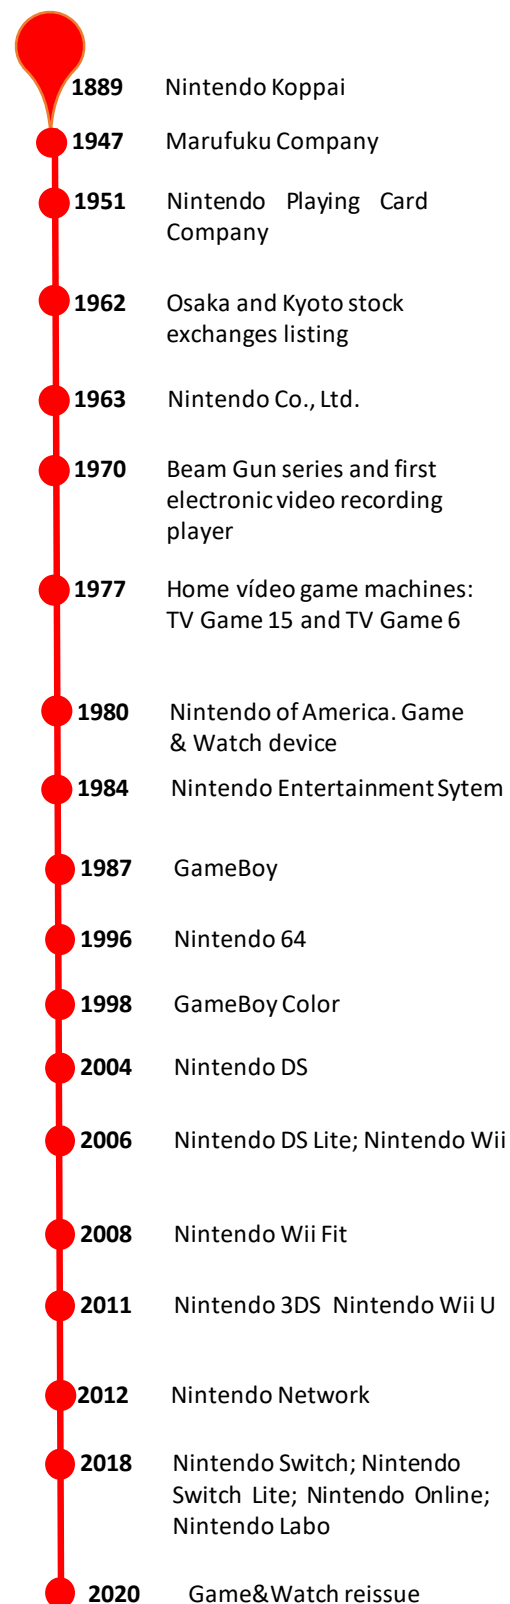 1889 Nintendo Koppai
1947 Marufuku Company
1951 Nintendo Playing Card
Company
1962 Osaka and Kyoto stock
exchanges listing
1963 Nintendo Co., Ltd.
1970 Beam Gun series and first
electronic video recording
player
1977 Home vídeo game machines:
TV Game 15 and TV Game 6
1980 Nintendo of America. Game
& Watch device
1984 Nintendo Entertainment Sytem
1987 GameBoy
1996 Nintendo 64
1998 GameBoy Color
2004 Nintendo DS
2006 Nintendo DS Lite; Nintendo Wii
2008 Nintendo Wii Fit
2011 Nintendo 3DS Nintendo Wii U
2012 Nintendo Network
2018 Nintendo Switch; Nintendo
Switch Lite; Nintendo Online;
Nintendo Labo
2020 Game&Watch reissue